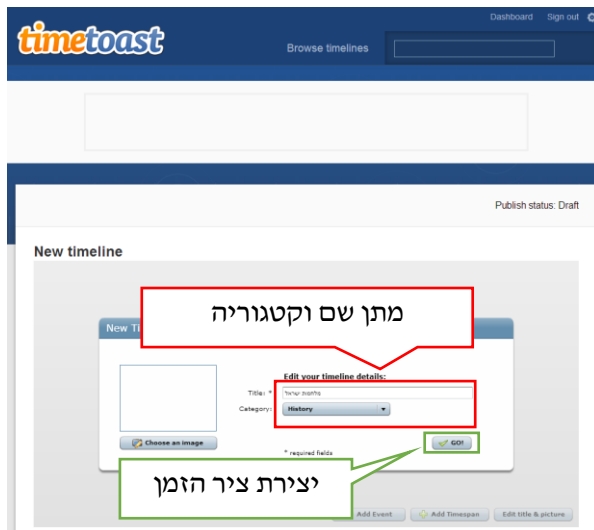 Dashboard Sign out
timetoast
Browse timelines
Publish status: Draft
New timeline
מתן שם וקטגוריה
New Ti
Edit your timeline details:
Title: * מלחמות ישראל
Category: History
Choose an image
* required fields
GO!
יצירת ציר הזמן
Add Event Add Timespan Edit title & picture